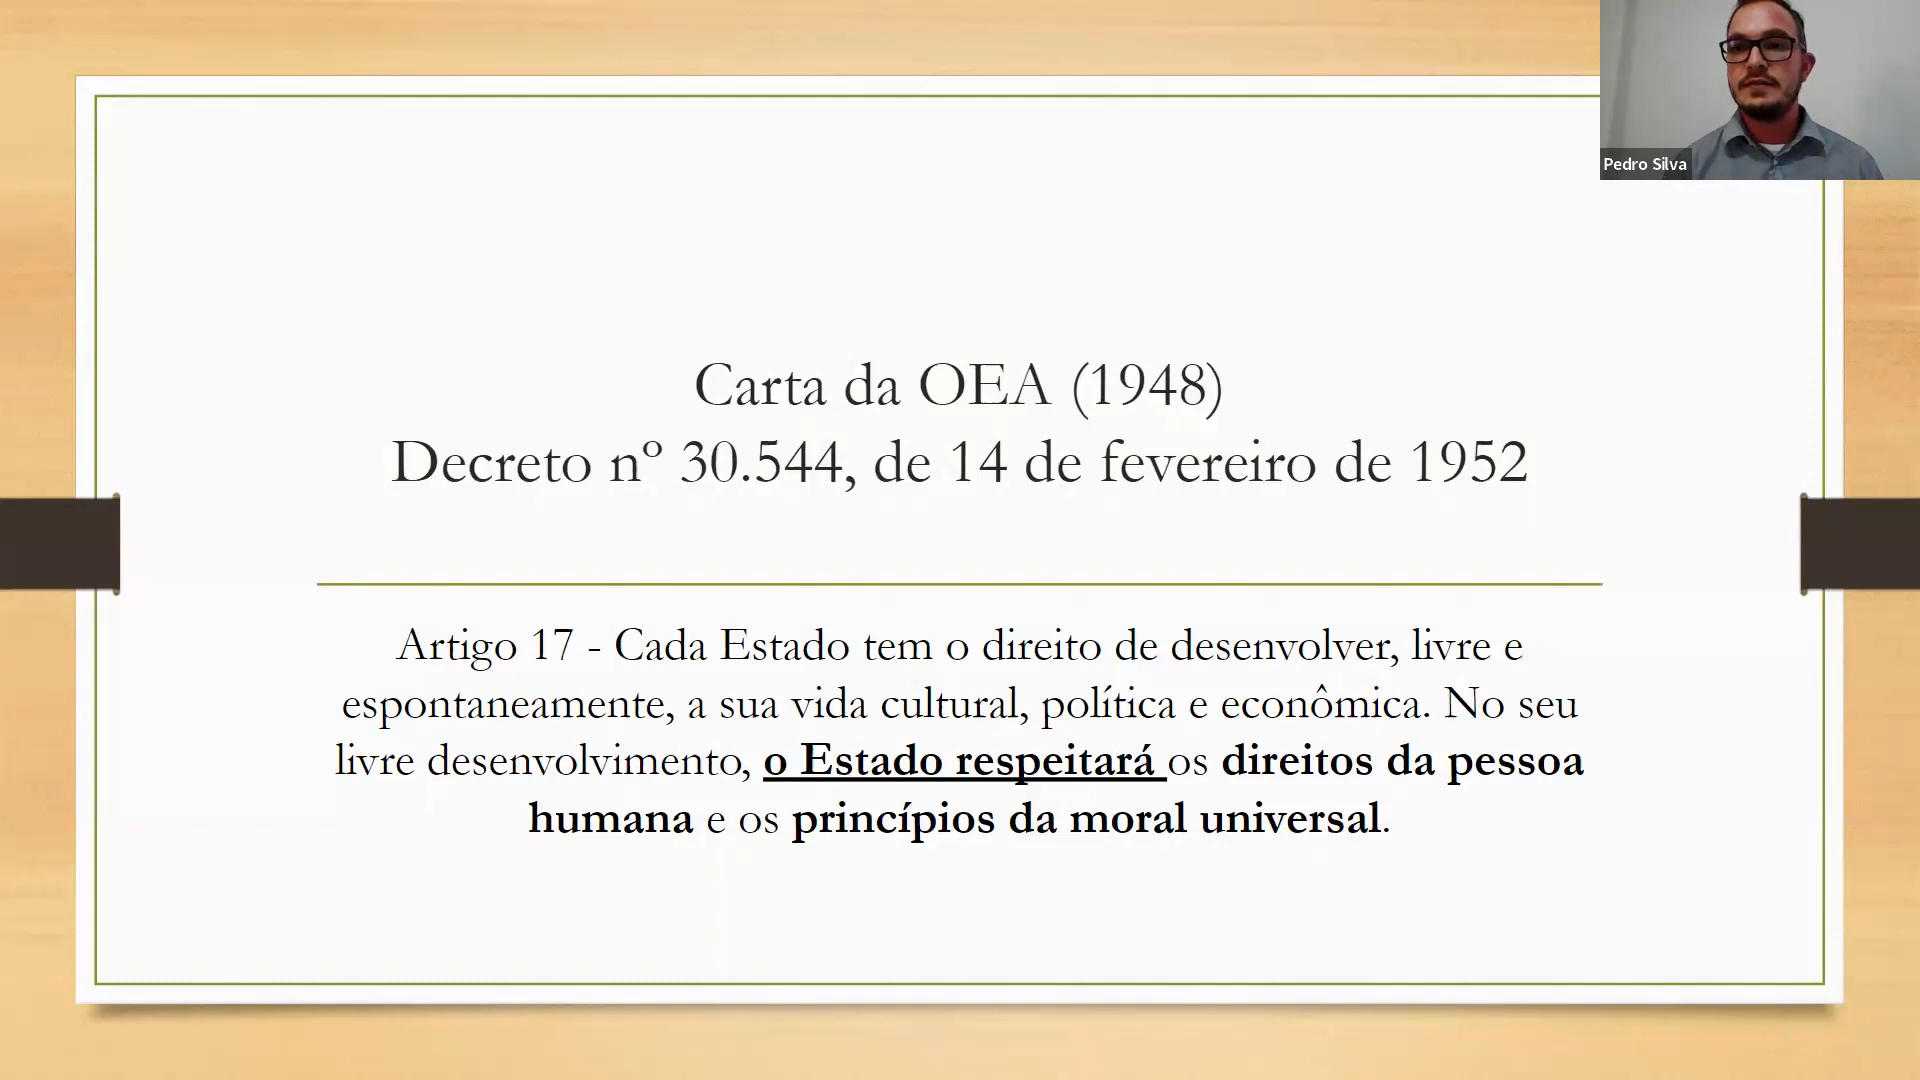 Pedro Silva
Carta da OEA (1948)
Decreto nº 30.544, de 14 de fevereiro de 1952
Artigo 17 - Cada Estado tem o direito de desenvolver, livre e
espontaneamente, a sua vida cultural, política e econômica. No seu
livre desenvolvimento, o Estado respeitará os direitos da pessoa
humana e os princípios da moral universal.